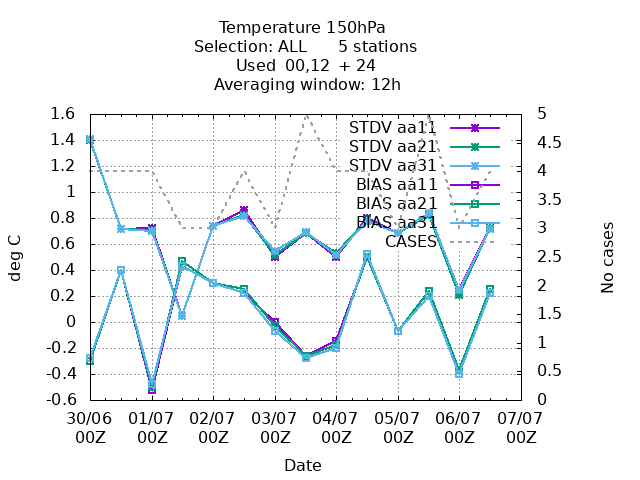 Temperature 150hPa
Selection: ALL      5 stations
Used  00,12  + 24
Averaging window: 12h
1.6
1.4
1.2
1
0.8
0.6
0.4
0.2
0
-0.2
-0.4
-0.6
deg C
5
4.5
4
3.5
3
2.5
2
1.5
1
0.5
0
No cases
STDV aa11
STDV aa21
STDV aa31
BIAS aa11
BIAS aa21
BIAS aa31
CASES
30/06 01/07 02/07 03/07 04/07 05/07 06/07 07/07
00Z 00Z 00Z 00Z 00Z 00Z 00Z 00Z
Date